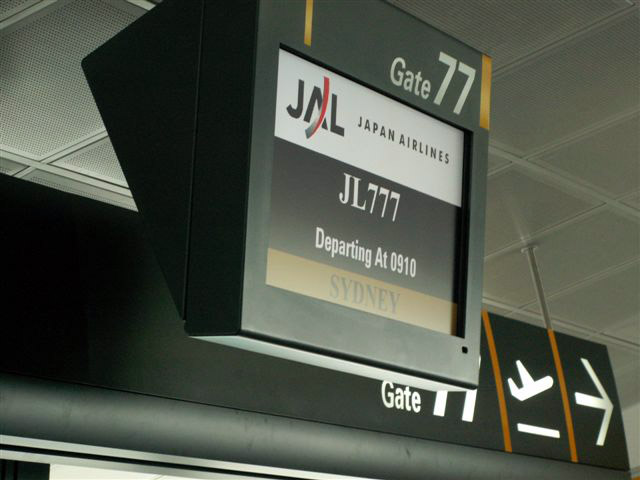 Gate 77
JAL JAPAN AIRLINES
JL777
Departing At 0910
SYDNEY
Gate 77